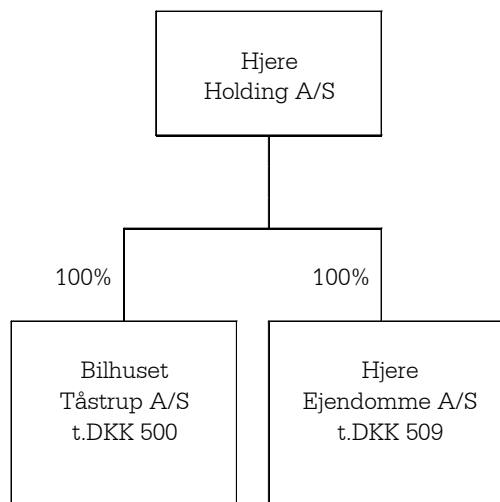 Hjere
Holding A/S
100%
100%
Bilhuset
Tåstrup A/S
t.DKK 500
Hjere
Ejendomme A/S
t.DKK 509